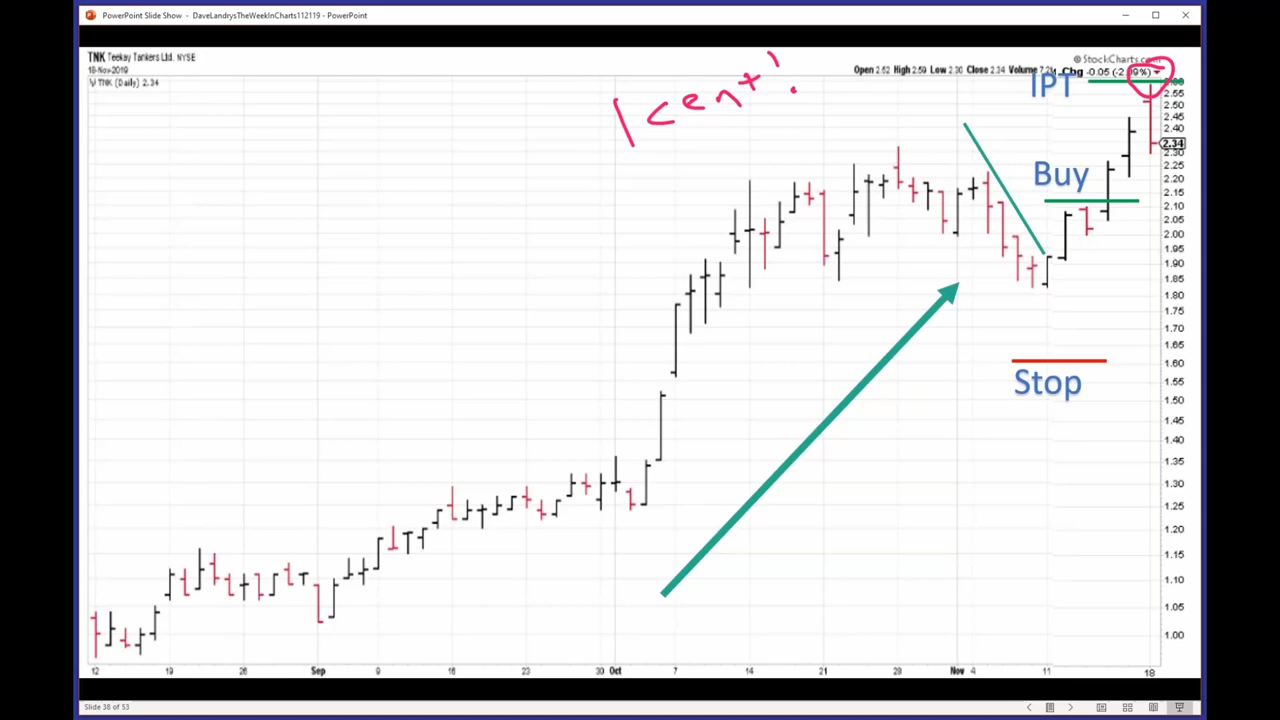 PowerPoint Slide Show - DaveLandrysTheWeekInCharts112119 - PowerPoint
TNK Teekay Tankers Ltd. NYSE
© StockCharts.com
18-Nov-2019
Open 2.52 High 2.59 Low 2.30 Close 2.34 Chg -0.05
TNK (Daily) 2.34
1 cent!
IPT
Buy
Stop
2.60
2.55
2.50
2.45
2.40
2.34
2.30
2.25
2.20
2.15
2.10
2.05
2.00
1.95
1.90
1.85
1.80
1.75
1.70
1.65
1.60
1.55
1.50
1.45
1.40
1.35
1.30
1.25
1.20
1.15
1.10
1.05
1.00
12 19 26 Sep 9 16 23 30 Oct 7 14 21 28 Nov 4 11 18
Slide 38 of 53